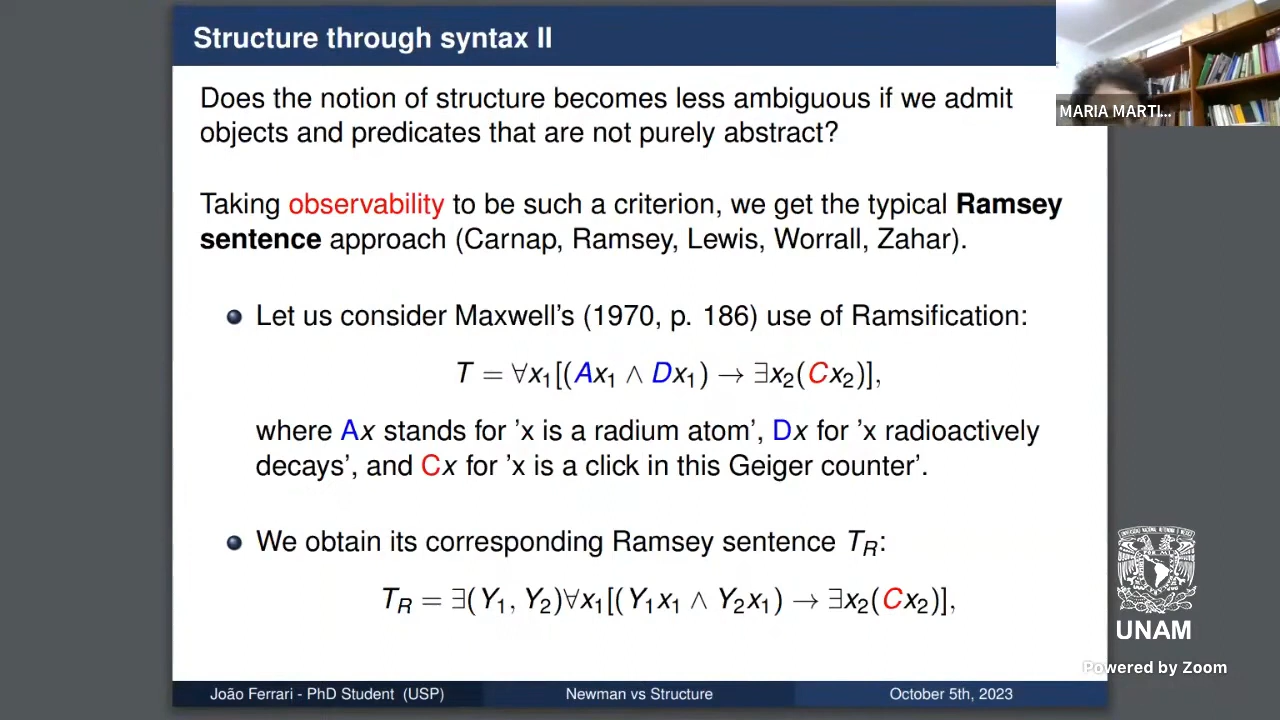 Structure through syntax II
MARIA MARTI...
Does the notion of structure becomes less ambiguous if we admit
objects and predicates that are not purely abstract?
Taking observability to be such a criterion, we get the typical Ramsey
sentence approach (Carnap, Ramsey, Lewis, Worrall, Zahar).
Let us consider Maxwell's (1970, p. 186) use of Ramsification:
T = ∀x₁[(Ax₁ ∧ Dx₁) → ∃x₂(Cx₂)],
where Ax stands for 'x is a radium atom', Dx for 'x radioactively
decays', and Cx for 'x is a click in this Geiger counter'.
We obtain its corresponding Ramsey sentence T_R:
T_R = ∃(Y₁, Y₂)∀x₁[(Y₁x₁ ∧ Y₂x₁) → ∃x₂(Cx₂)],
UNAM
Powered by Zoom
João Ferrari - PhD Student (USP)
Newman vs Structure
October 5th, 2023